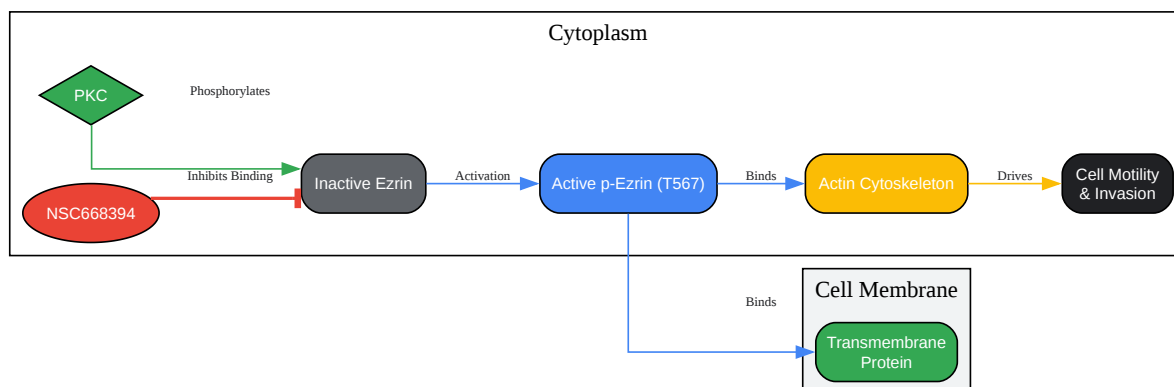 Cytoplasm
PKC
Phosphorylates
Inhibits Binding
NSC668394
Inactive Ezrin
Activation
Active p-Ezrin (T567)
Binds
Actin Cytoskeleton
Drives
Cell Motility
& Invasion
Cell Membrane
Binds
Transmembrane
Protein